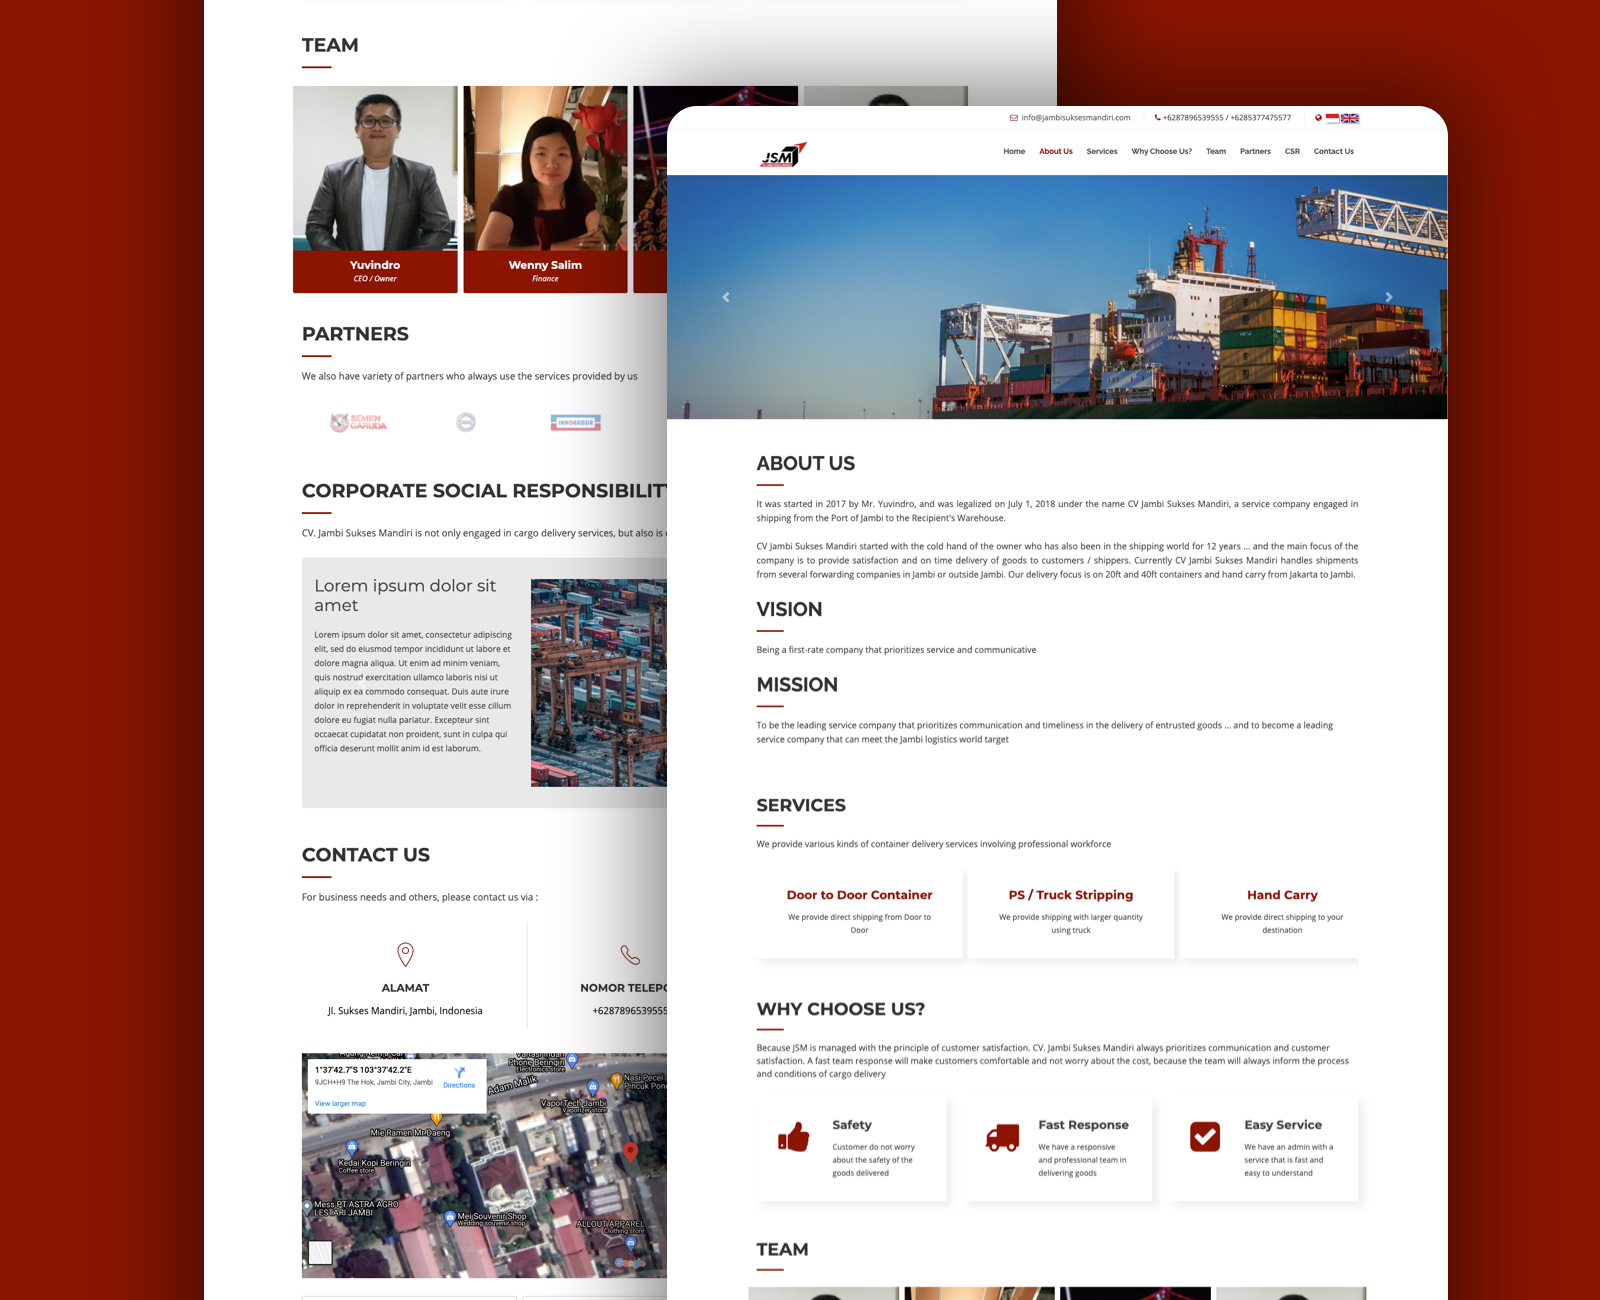 TEAM
Yuvindro
CEO / Owner
Wenny Salim
Finance
PARTNERS
We also have variety of partners who always use the services provided by us
SEMEN
GARUDA
INDOGROSIR
CORPORATE SOCIAL RESPONSIBILITY
CV. Jambi Sukses Mandiri is not only engaged in cargo delivery services, but also is
Lorem ipsum dolor sit
amet
Lorem ipsum dolor sit amet, consectetur adipiscing
elit, sed do eiusmod tempor incididunt ut labore et
dolore magna aliqua. Ut enim ad minim veniam,
quis nostrud exercitation ullamco laboris nisi ut
aliquip ex ea commodo consequat. Duis aute irure
dolor in reprehenderit in voluptate velit esse cillum
dolore eu fugiat nulla pariatur. Excepteur sint
occaecat cupidatat non proident, sunt in culpa qui
officia deserunt mollit anim id est laborum.
CONTACT US
For business needs and others, please contact us via :
ALAMAT
Jl. Sukses Mandiri, Jambi, Indonesia
NOMOR TELEPO
+6287896539555
1°37'42.7"S 103°37'42.2"E
9JCH+H9 The Hok, Jambi City, Jambi
Directions
View larger map
Phone Beringin
Electronics store
Adam Malik
Nasi Pecel
Pincuk Pon
VaporTech Jambi
Vaporizer store
Mie Ramen Mr Daeng
Kedai Kopi Beringin
Coffee store
Mess PT ASTRA AGRO
LESTARI JAMBI
Mei Souvenir Shop
Wedding souvenir shop
ALLOUT APPAREL
Clothing store
Google
info@jambisuksesmandiri.com
+6287896539555 / +6285377475577
JSM
Home
About Us
Services
Why Choose Us?
Team
Partners
CSR
Contact Us
ABOUT US
It was started in 2017 by Mr. Yuvindro, and was legalized on July 1, 2018 under the name CV Jambi Sukses Mandiri, a service company engaged in
shipping from the Port of Jambi to the Recipient's Warehouse.
CV Jambi Sukses Mandiri started with the cold hand of the owner who has also been in the shipping world for 12 years ... and the main focus of the
company is to provide satisfaction and on time delivery of goods to customers / shippers. Currently CV Jambi Sukses Mandiri handles shipments
from several forwarding companies in Jambi or outside Jambi. Our delivery focus is on 20ft and 40ft containers and hand carry from Jakarta to Jambi.
VISION
Being a first-rate company that prioritizes service and communicative
MISSION
To be the leading service company that prioritizes communication and timeliness in the delivery of entrusted goods ... and to become a leading
service company that can meet the Jambi logistics world target
SERVICES
We provide various kinds of container delivery services involving professional workforce
Door to Door Container
We provide direct shipping from Door to
Door
PS / Truck Stripping
We provide shipping with larger quantity
using truck
Hand Carry
We provide direct shipping to your
destination
WHY CHOOSE US?
Because JSM is managed with the principle of customer satisfaction. CV. Jambi Sukses Mandiri always prioritizes communication and customer
satisfaction. A fast team response will make customers comfortable and not worry about the cost, because the team will always inform the process
and conditions of cargo delivery
Safety
Customer do not worry
about the safety of the
goods delivered
Fast Response
We have a responsive
and professional team in
delivering goods
Easy Service
We have an admin with a
service that is fast and
easy to understand
TEAM